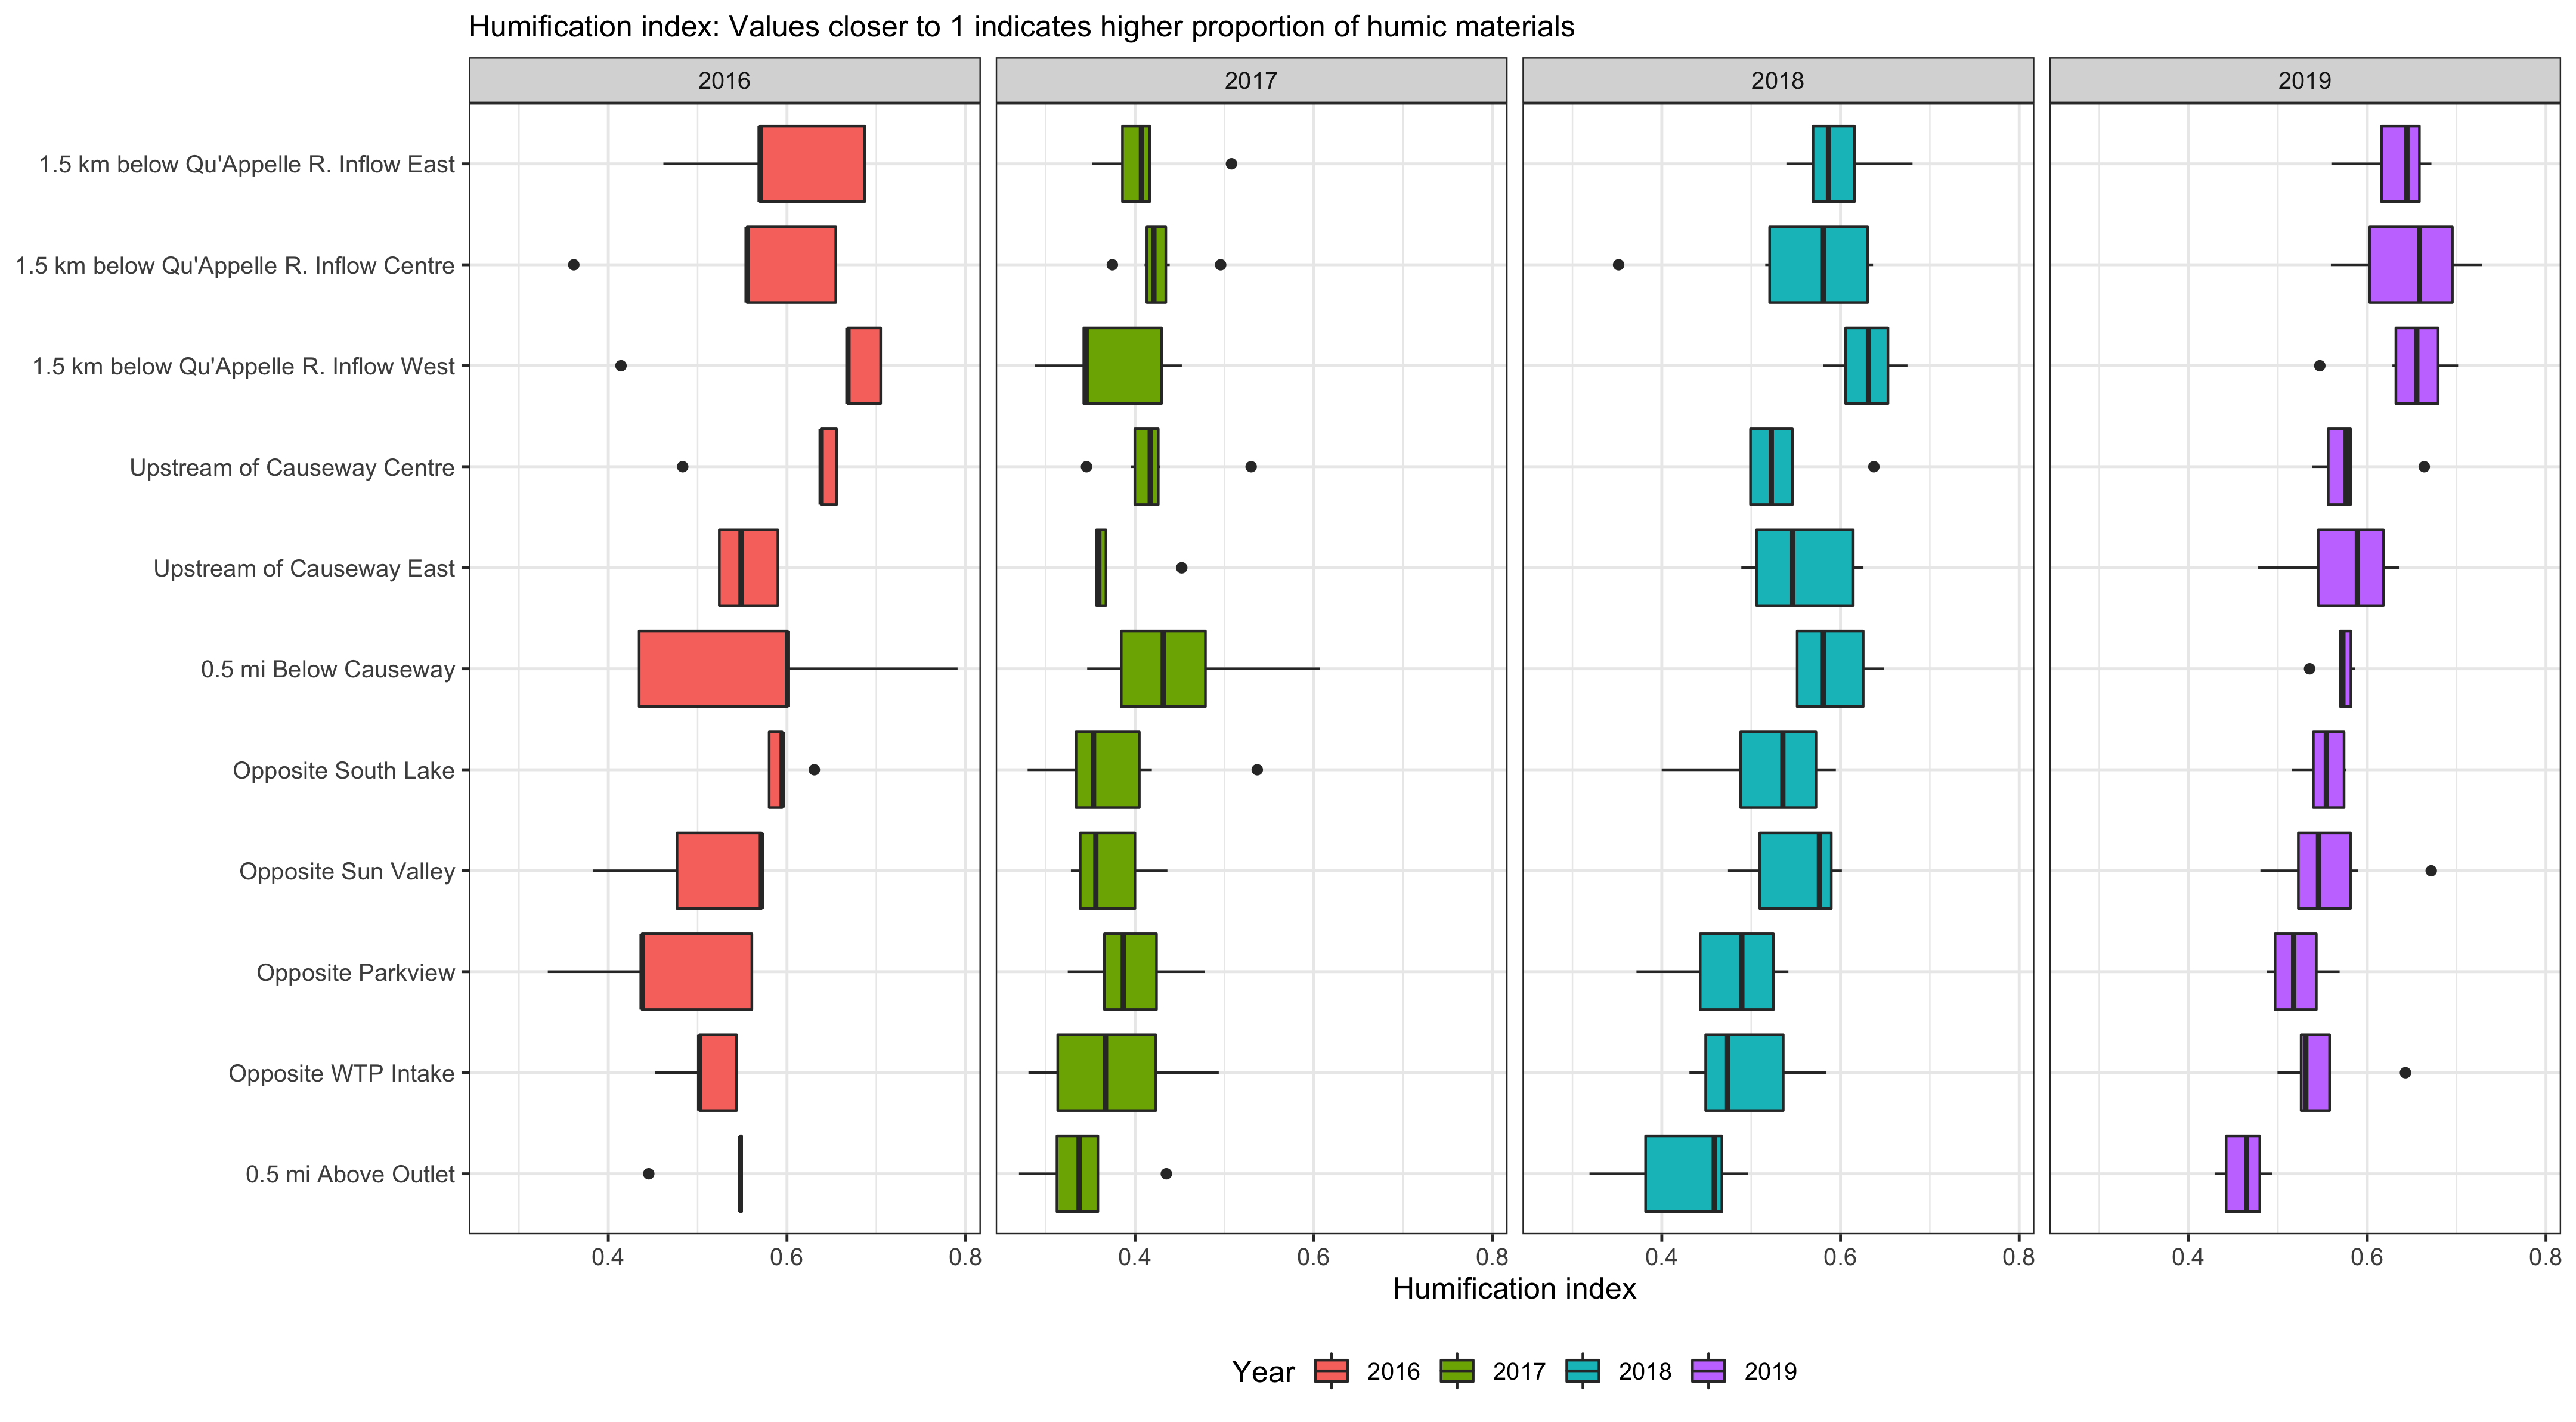 Humification index: Values closer to 1 indicates higher proportion of humic materials
2016 2017 2018 2019
1.5 km below Qu'Appelle R. Inflow East
1.5 km below Qu'Appelle R. Inflow Centre
1.5 km below Qu'Appelle R. Inflow West
Upstream of Causeway Centre
Upstream of Causeway East
0.5 mi Below Causeway
Opposite South Lake
Opposite Sun Valley
Opposite Parkview
Opposite WTP Intake
0.5 mi Above Outlet
0.4 0.6 0.8 0.4 0.6 0.8 0.4 0.6 0.8 0.4 0.6 0.8
Humification index
Year 2016 2017 2018 2019